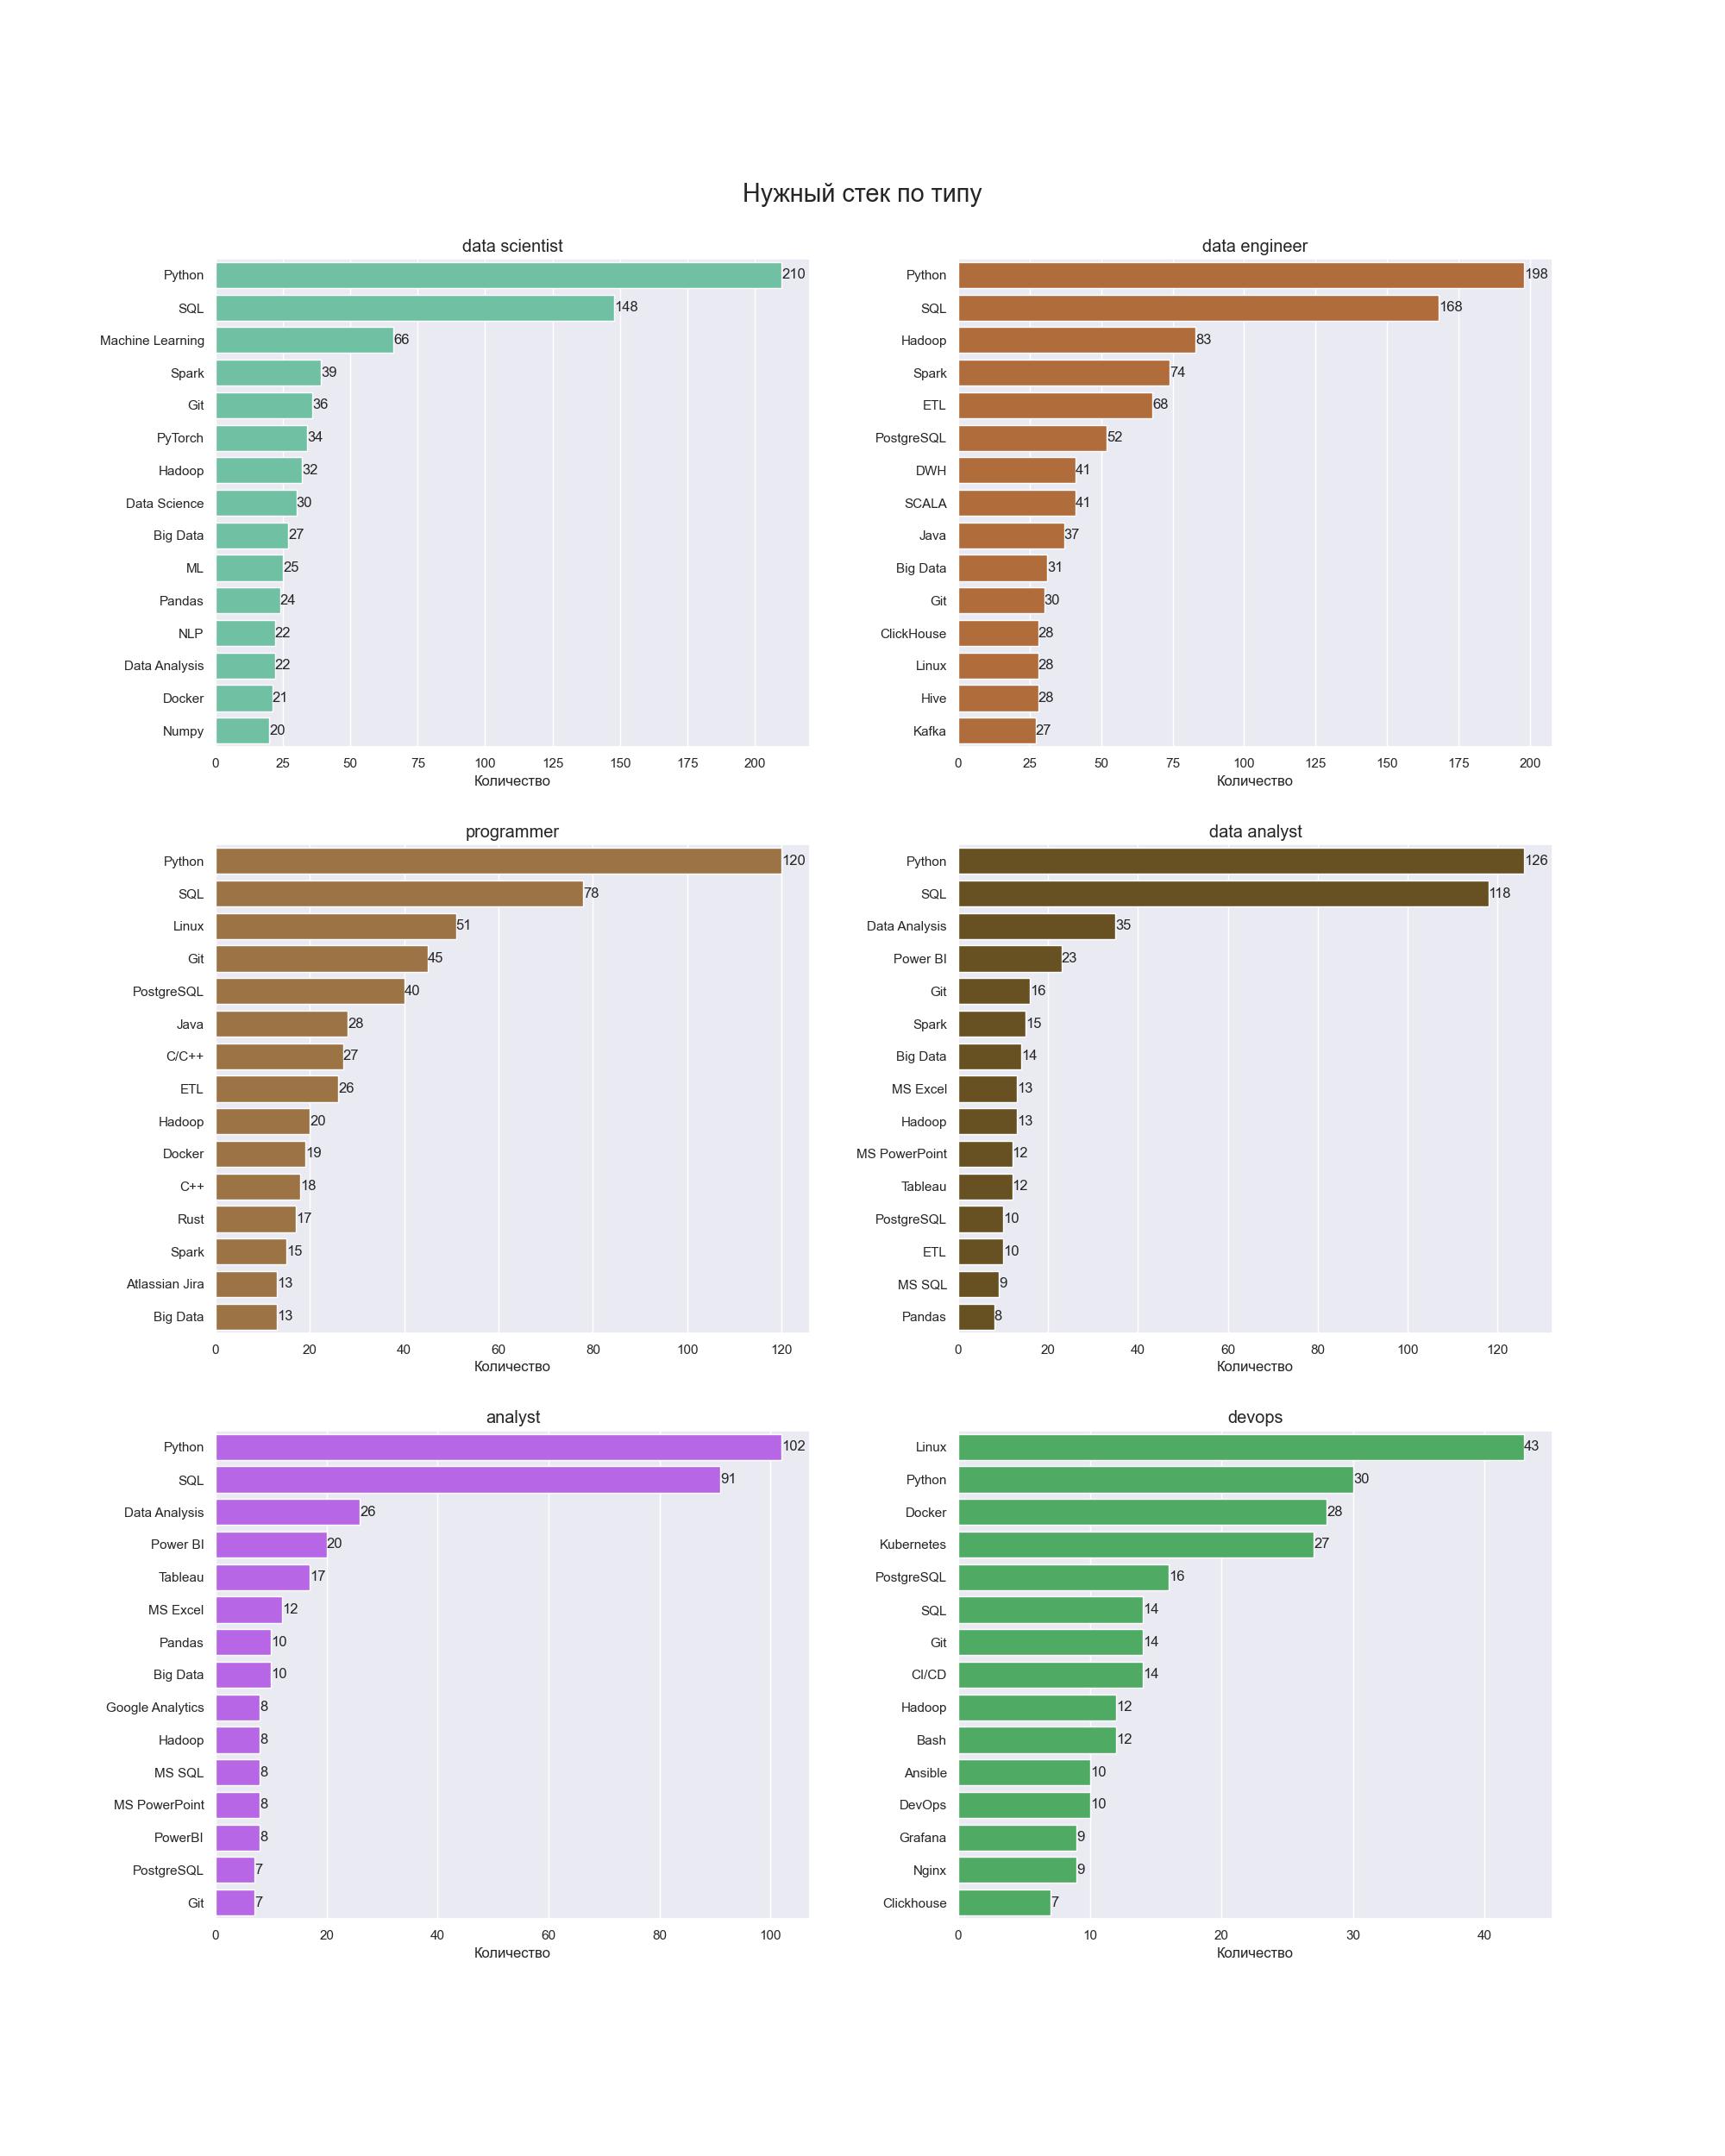 Нужный стек по типу
data scientist
Python 210
SQL 148
Machine Learning 66
Spark 39
Git 36
PyTorch 34
Hadoop 32
Data Science 30
Big Data 27
ML 25
Pandas 24
NLP 22
Data Analysis 22
Docker 21
Numpy 20
0 25 50 75 100 125 150 175 200
Количество
data engineer
Python 198
SQL 168
Hadoop 83
Spark 74
ETL 68
PostgreSQL 52
DWH 41
SCALA 41
Java 37
Big Data 31
Git 30
ClickHouse 28
Linux 28
Hive 28
Kafka 27
0 25 50 75 100 125 150 175 200
Количество
programmer
Python 120
SQL 78
Linux 51
Git 45
PostgreSQL 40
Java 28
C/C++ 27
ETL 26
Hadoop 20
Docker 19
C++ 18
Rust 17
Spark 15
Atlassian Jira 13
Big Data 13
0 20 40 60 80 100 120
Количество
data analyst
Python 126
SQL 118
Data Analysis 35
Power BI 23
Git 16
Spark 15
Big Data 14
MS Excel 13
Hadoop 13
MS PowerPoint 12
Tableau 12
PostgreSQL 10
ETL 10
MS SQL 9
Pandas 8
0 20 40 60 80 100 120
Количество
analyst
Python 102
SQL 91
Data Analysis 26
Power BI 20
Tableau 17
MS Excel 12
Pandas 10
Big Data 10
Google Analytics 8
Hadoop 8
MS SQL 8
MS PowerPoint 8
PowerBI 8
PostgreSQL 7
Git 7
0 20 40 60 80 100
Количество
devops
Linux 43
Python 30
Docker 28
Kubernetes 27
PostgreSQL 16
SQL 14
Git 14
CI/CD 14
Hadoop 12
Bash 12
Ansible 10
DevOps 10
Grafana 9
Nginx 9
Clickhouse 7
0 10 20 30 40
Количество